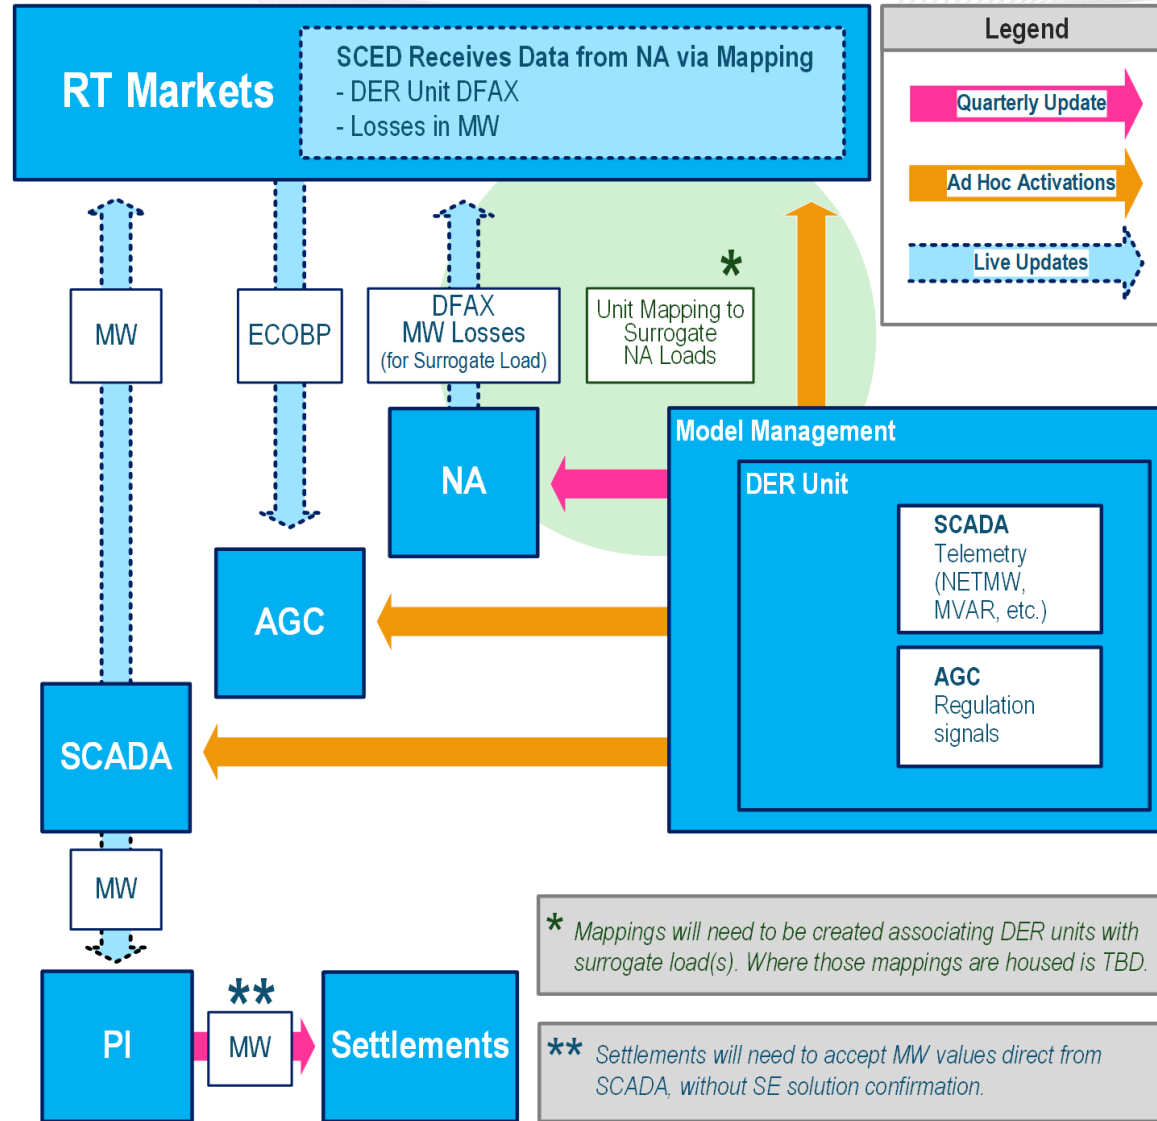 RT Markets
SCED Receives Data from NA via Mapping
- DER Unit DFAX
- Losses in MW
Legend
Quarterly Update
Ad Hoc Activations
Live Updates
MW
ECOBP
DFAX
MW Losses
(for Surrogate Load)
*
Unit Mapping to
Surrogate
NA Loads
NA
Model Management
DER Unit
SCADA
Telemetry
(NETMW,
MVAR, etc.)
AGC
Regulation
signals
AGC
SCADA
MW
PI
**
MW
Settlements
* Mappings will need to be created associating DER units with
surrogate load(s). Where those mappings are housed is TBD.
** Settlements will need to accept MW values direct from
SCADA, without SE solution confirmation.